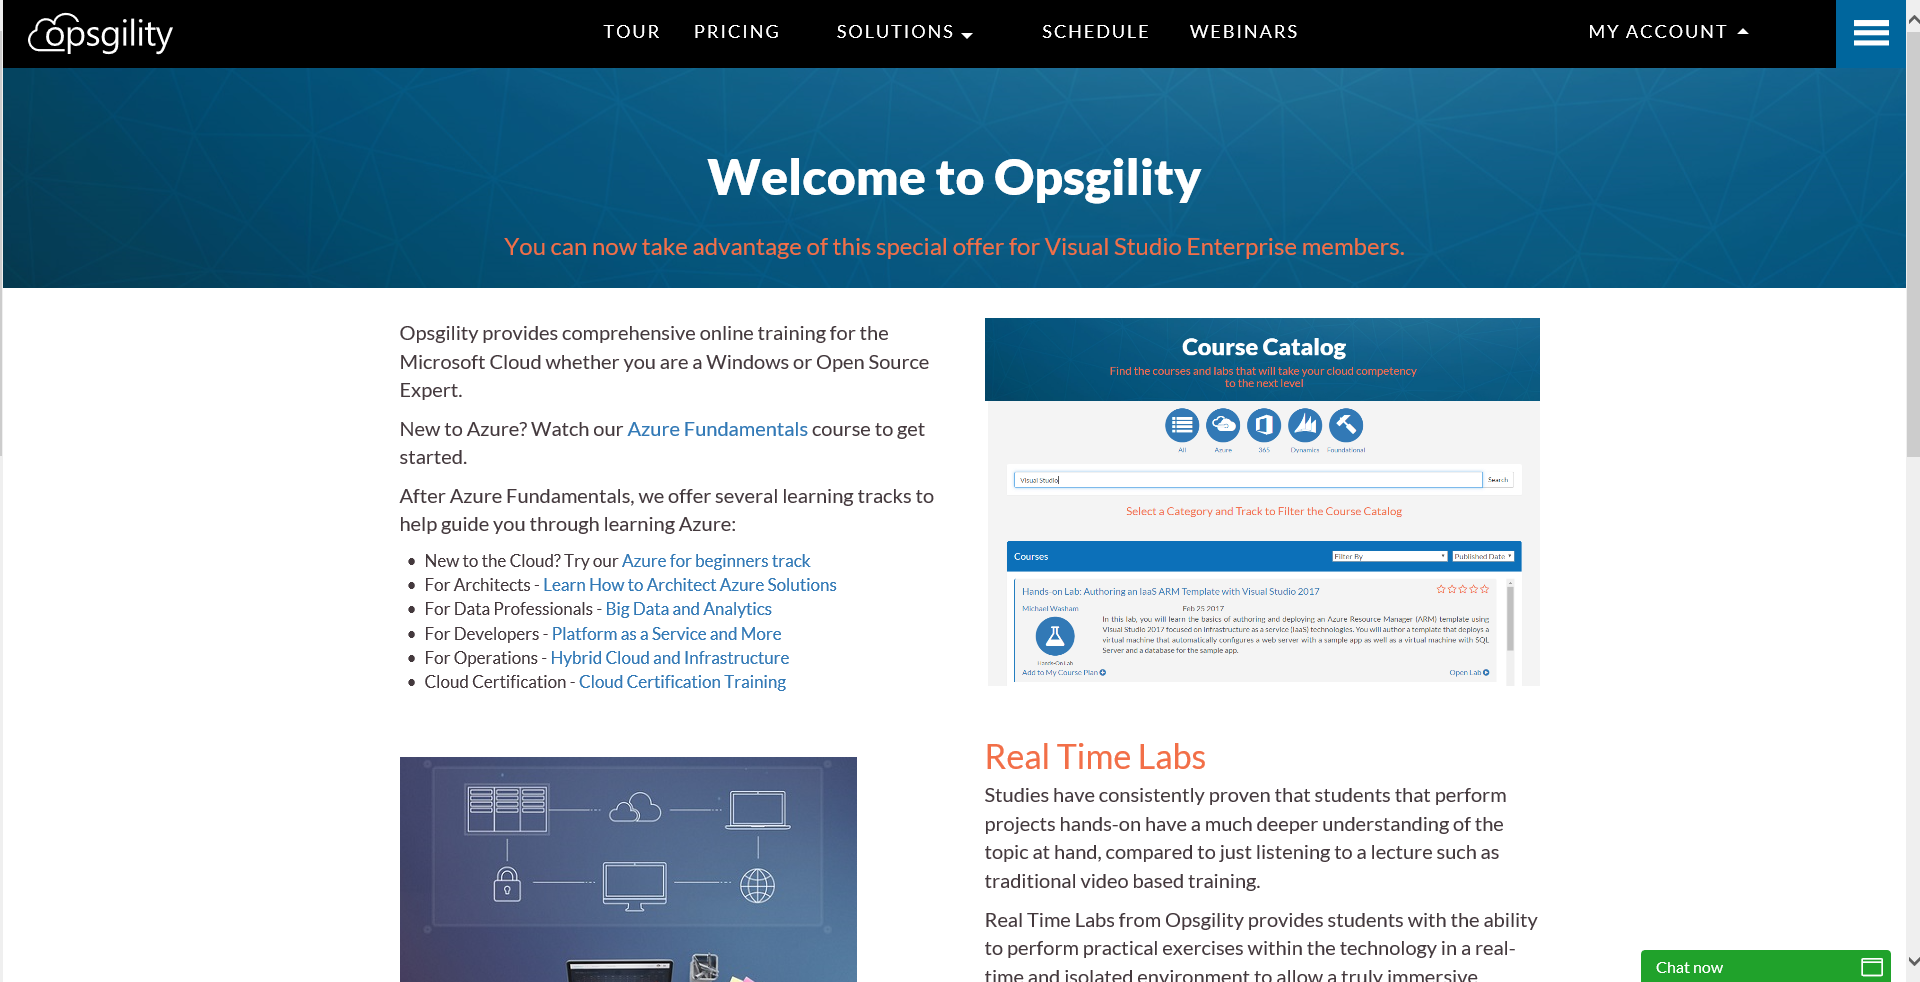 opsgility
TOUR
PRICING
SOLUTIONS
SCHEDULE
WEBINARS
MY ACCOUNT
Welcome to Opsgility
You can now take advantage of this special offer for Visual Studio Enterprise members.
Opsgility provides comprehensive online training for the
Microsoft Cloud whether you are a Windows or Open Source
Expert.
New to Azure? Watch our Azure Fundamentals course to get
started.
After Azure Fundamentals, we offer several learning tracks to
help guide you through learning Azure:
• New to the Cloud? Try our Azure for beginners track
• For Architects - Learn How to Architect Azure Solutions
• For Data Professionals - Big Data and Analytics
• For Developers - Platform as a Service and More
• For Operations - Hybrid Cloud and Infrastructure
• Cloud Certification - Cloud Certification Training
Course Catalog
Find the courses and labs that will take your cloud competency
to the next level
All
Azure
365
Dynamics
Foundational
Visual Studio
Search
Select a Category and Track to Filter the Course Catalog
Courses
Filter By
Published Date
Hands-on Lab: Authoring an IaaS ARM Template with Visual Studio 2017
Michael Washam
Feb 25 2017
In this lab, you will learn the basics of authoring and deploying an Azure Resource Manager (ARM) template using
Visual Studio 2017 focused on infrastructure as a service (IaaS) technologies. You will author a template that deploys a
virtual machine that automatically configures a web server with a sample app as well as a virtual machine with SQL
Server and a database for the sample app.
Hands-On Lab
Add to My Course Plan
Open Lab
Real Time Labs
Studies have consistently proven that students that perform
projects hands-on have a much deeper understanding of the
topic at hand, compared to just listening to a lecture such as
traditional video based training.
Real Time Labs from Opsgility provides students with the ability
to perform practical exercises within the technology in a real-
time and isolated environment to allow a truly immersive
Chat now